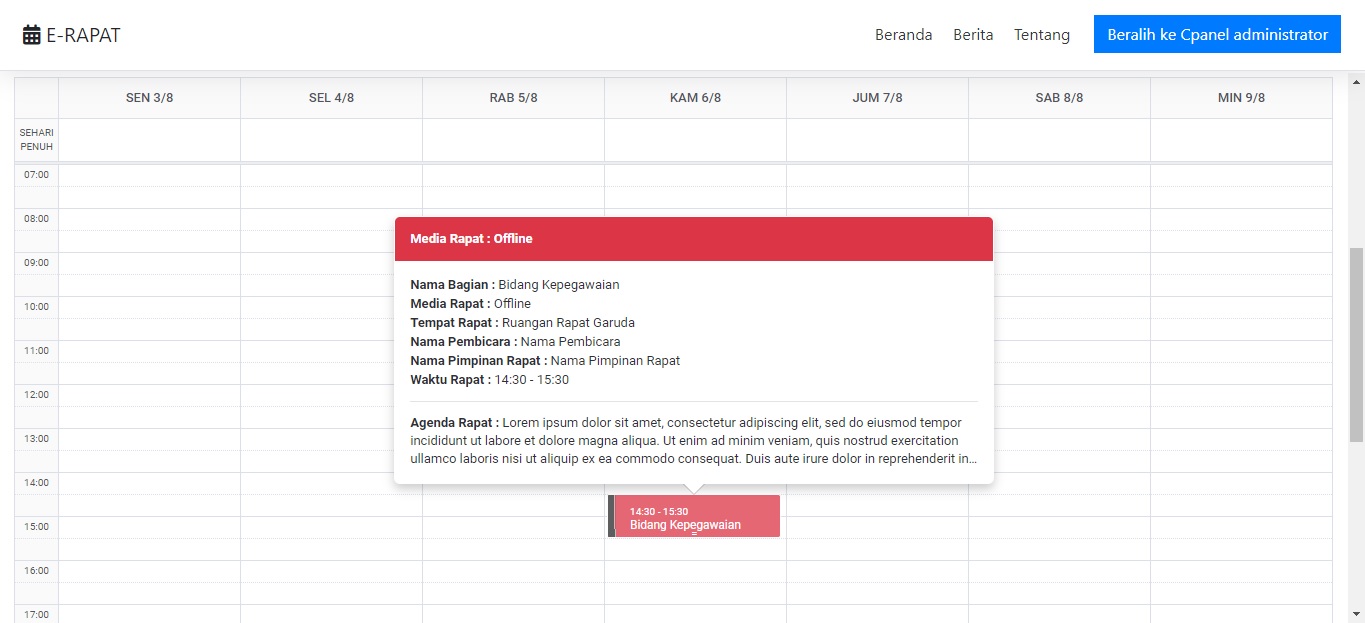 E-RAPAT
Beranda Berita Tentang Beralih ke Cpanel administrator
SEN 3/8 SEL 4/8 RAB 5/8 KAM 6/8 JUM 7/8 SAB 8/8 MIN 9/8
SEHARI
PENUH
07:00
08:00
09:00
10:00
11:00
12:00
13:00
14:00
15:00
16:00
17:00
Media Rapat : Offline
Nama Bagian : Bidang Kepegawaian
Media Rapat : Offline
Tempat Rapat : Ruangan Rapat Garuda
Nama Pembicara : Nama Pembicara
Nama Pimpinan Rapat : Nama Pimpinan Rapat
Waktu Rapat : 14:30 - 15:30
Agenda Rapat : Lorem ipsum dolor sit amet, consectetur adipiscing elit, sed do eiusmod tempor
incididunt ut labore et dolore magna aliqua. Ut enim ad minim veniam, quis nostrud exercitation
ullamco laboris nisi ut aliquip ex ea commodo consequat. Duis aute irure dolor in reprehenderit in...
14:30 - 15:30
Bidang Kepegawaian